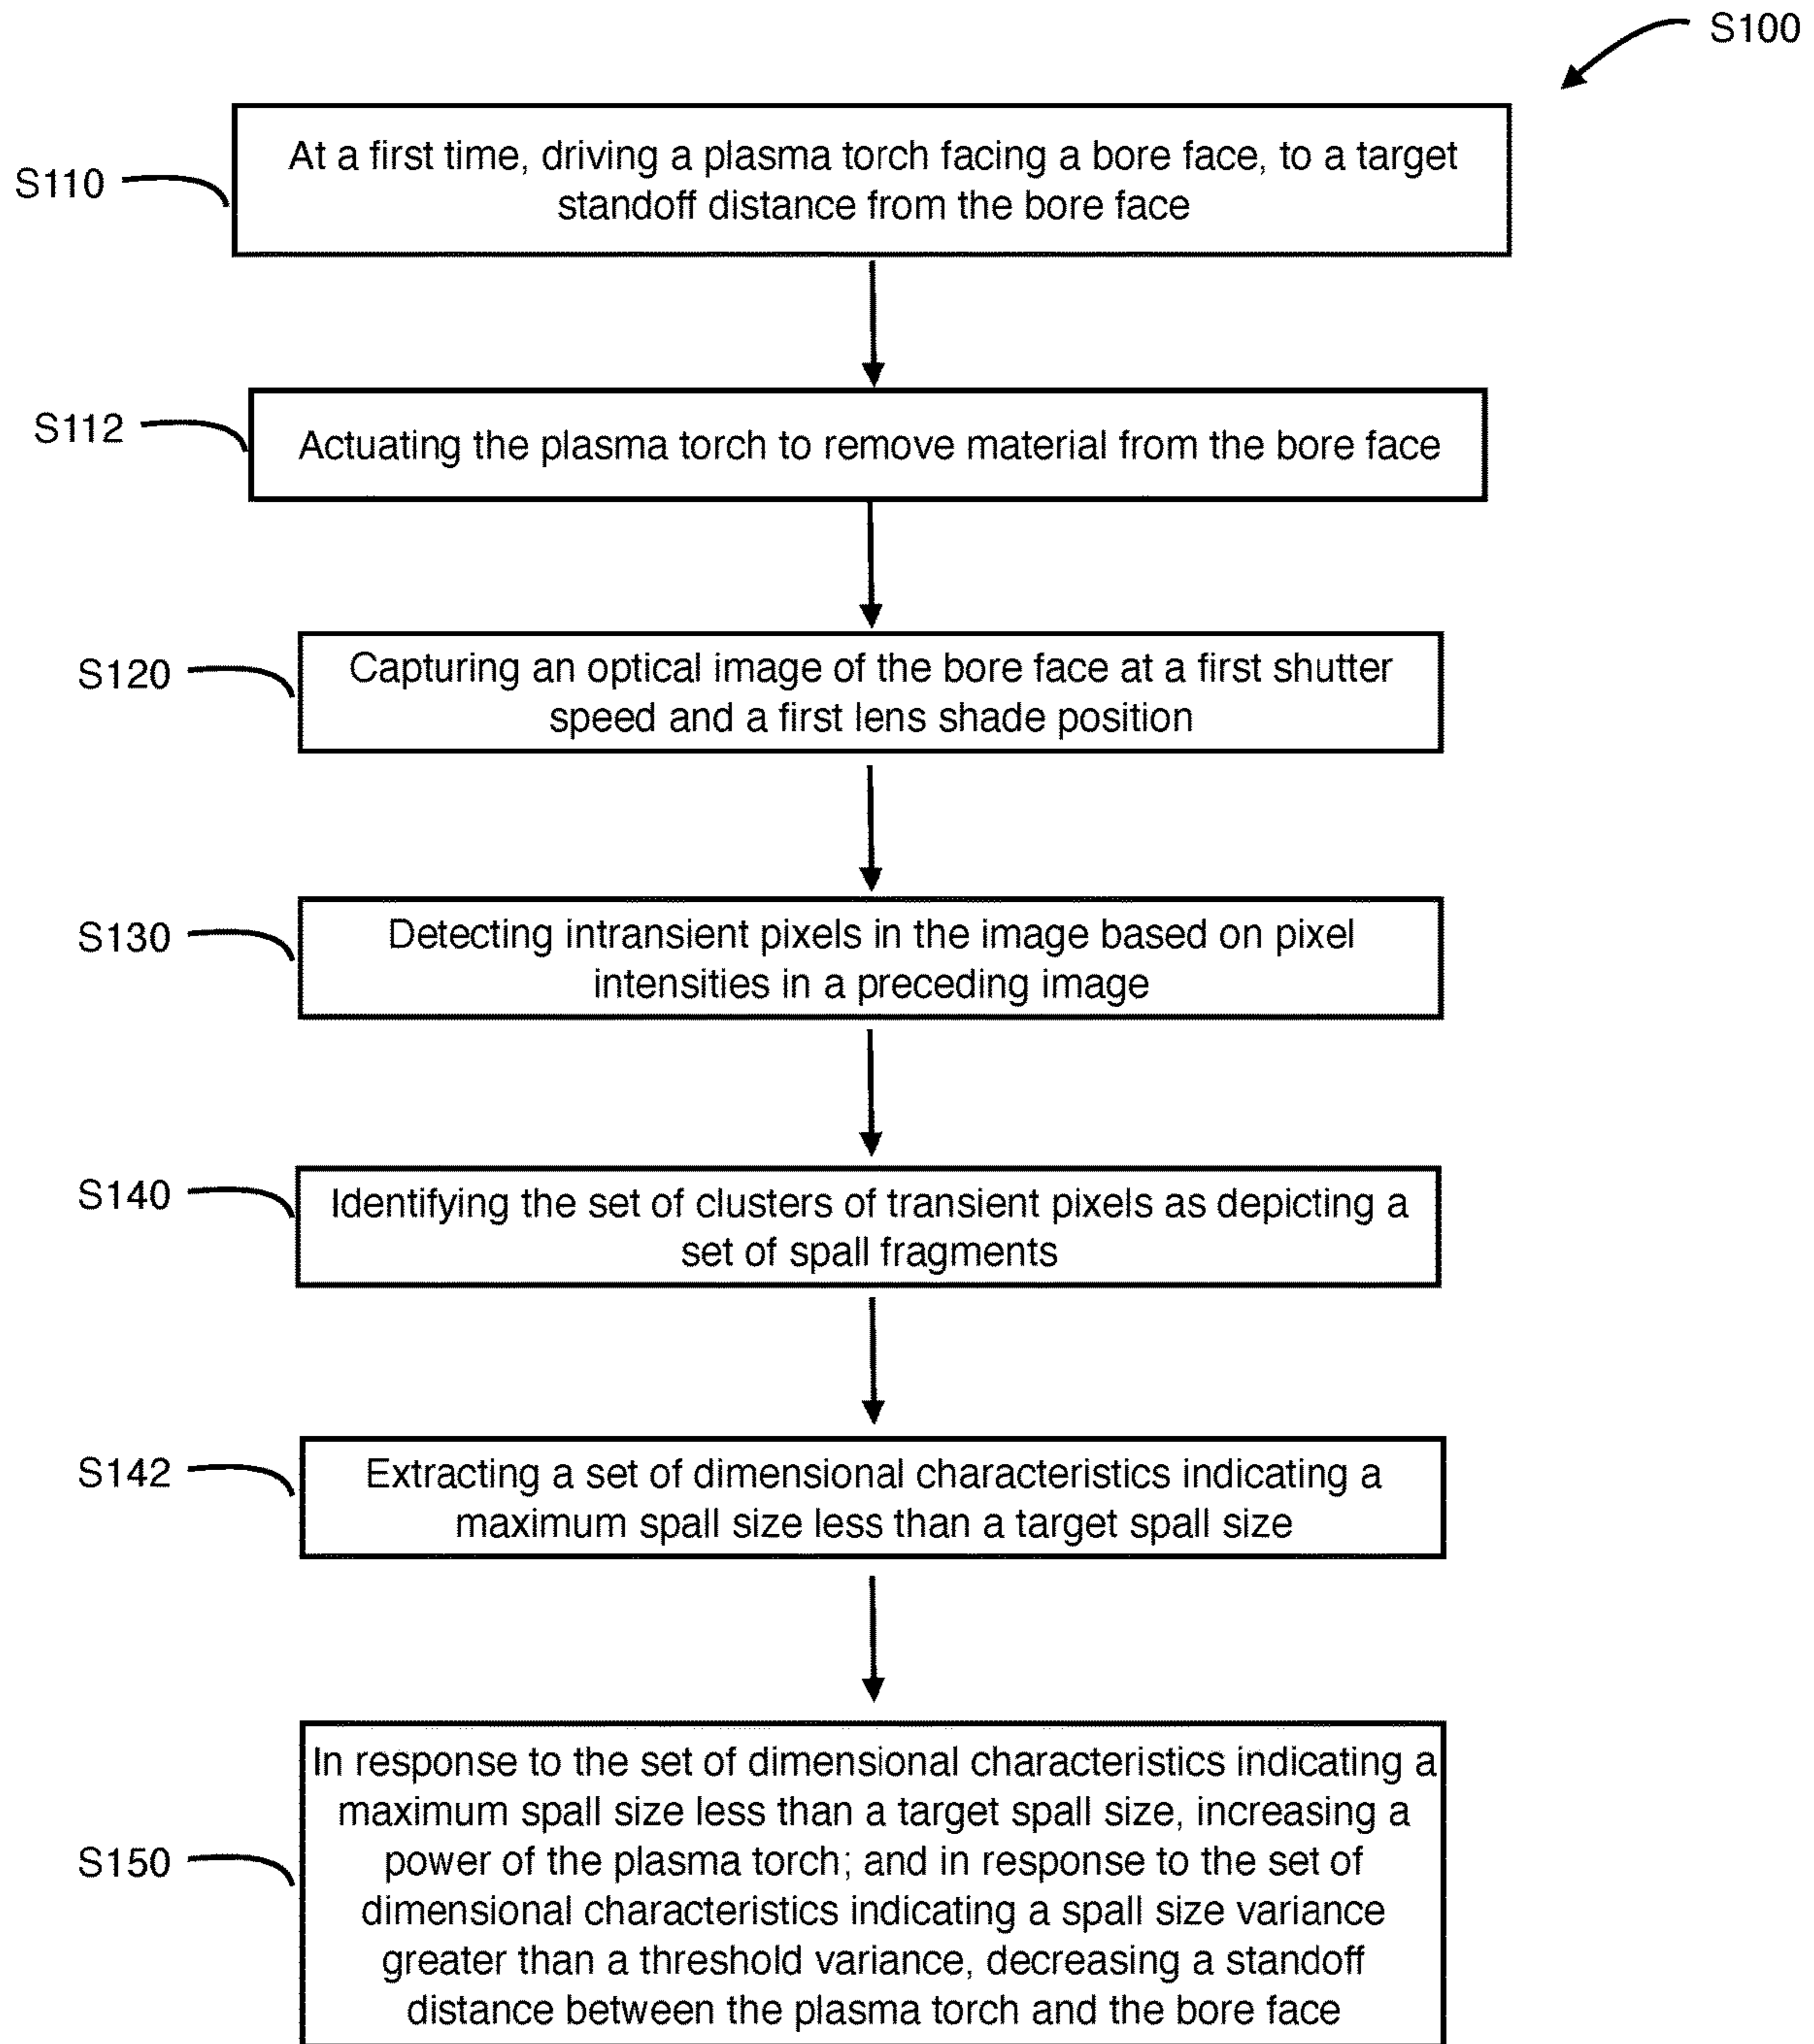 S100
S110
At a first time, driving a plasma torch facing a bore face, to a target
standoff distance from the bore face
S112
Actuating the plasma torch to remove material from the bore face
S120
Capturing an optical image of the bore face at a first shutter
speed and a first lens shade position
S130
Detecting intransient pixels in the image based on pixel
intensities in a preceding image
S140
Identifying the set of clusters of transient pixels as depicting a
set of spall fragments
S142
Extracting a set of dimensional characteristics indicating a
maximum spall size less than a target spall size
S150
In response to the set of dimensional characteristics indicating a
maximum spall size less than a target spall size, increasing a
power of the plasma torch; and in response to the set of
dimensional characteristics indicating a spall size variance
greater than a threshold variance, decreasing a standoff
distance between the plasma torch and the bore face